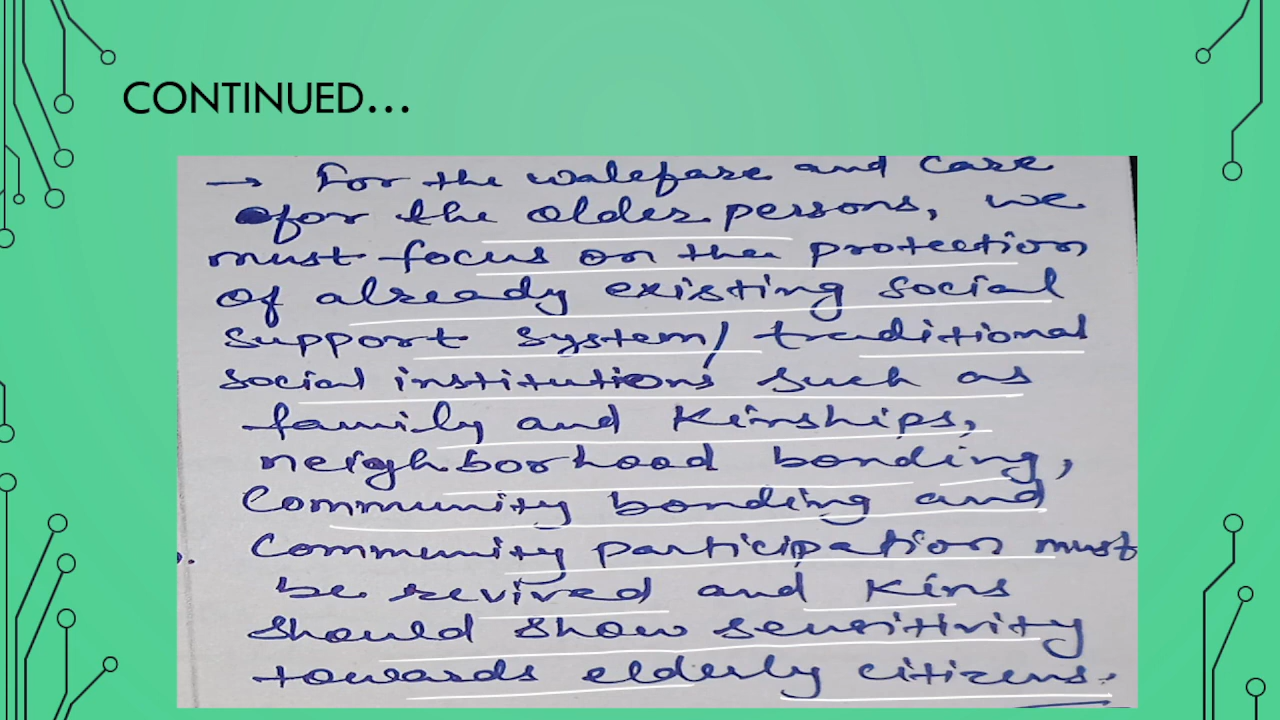 CONTINUED...
→ For the walefare and care
for the older persons, we
must focus on the protection
of already existing social
support system/ traditional
social institutions such as
family and kinships,
neighborhood bonding,
Community bonding and
Community participation must
be revived and kins
should show sensitivity
towards elderly citizens.